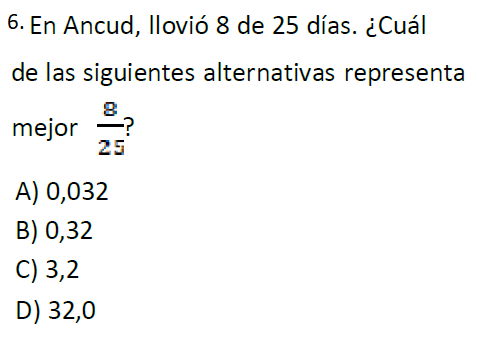 6. En Ancud, llovió 8 de 25 días. ¿Cuál
de las siguientes alternativas representa
mejor 8/25?
A) 0,032
B) 0,32
C) 3,2
D) 32,0